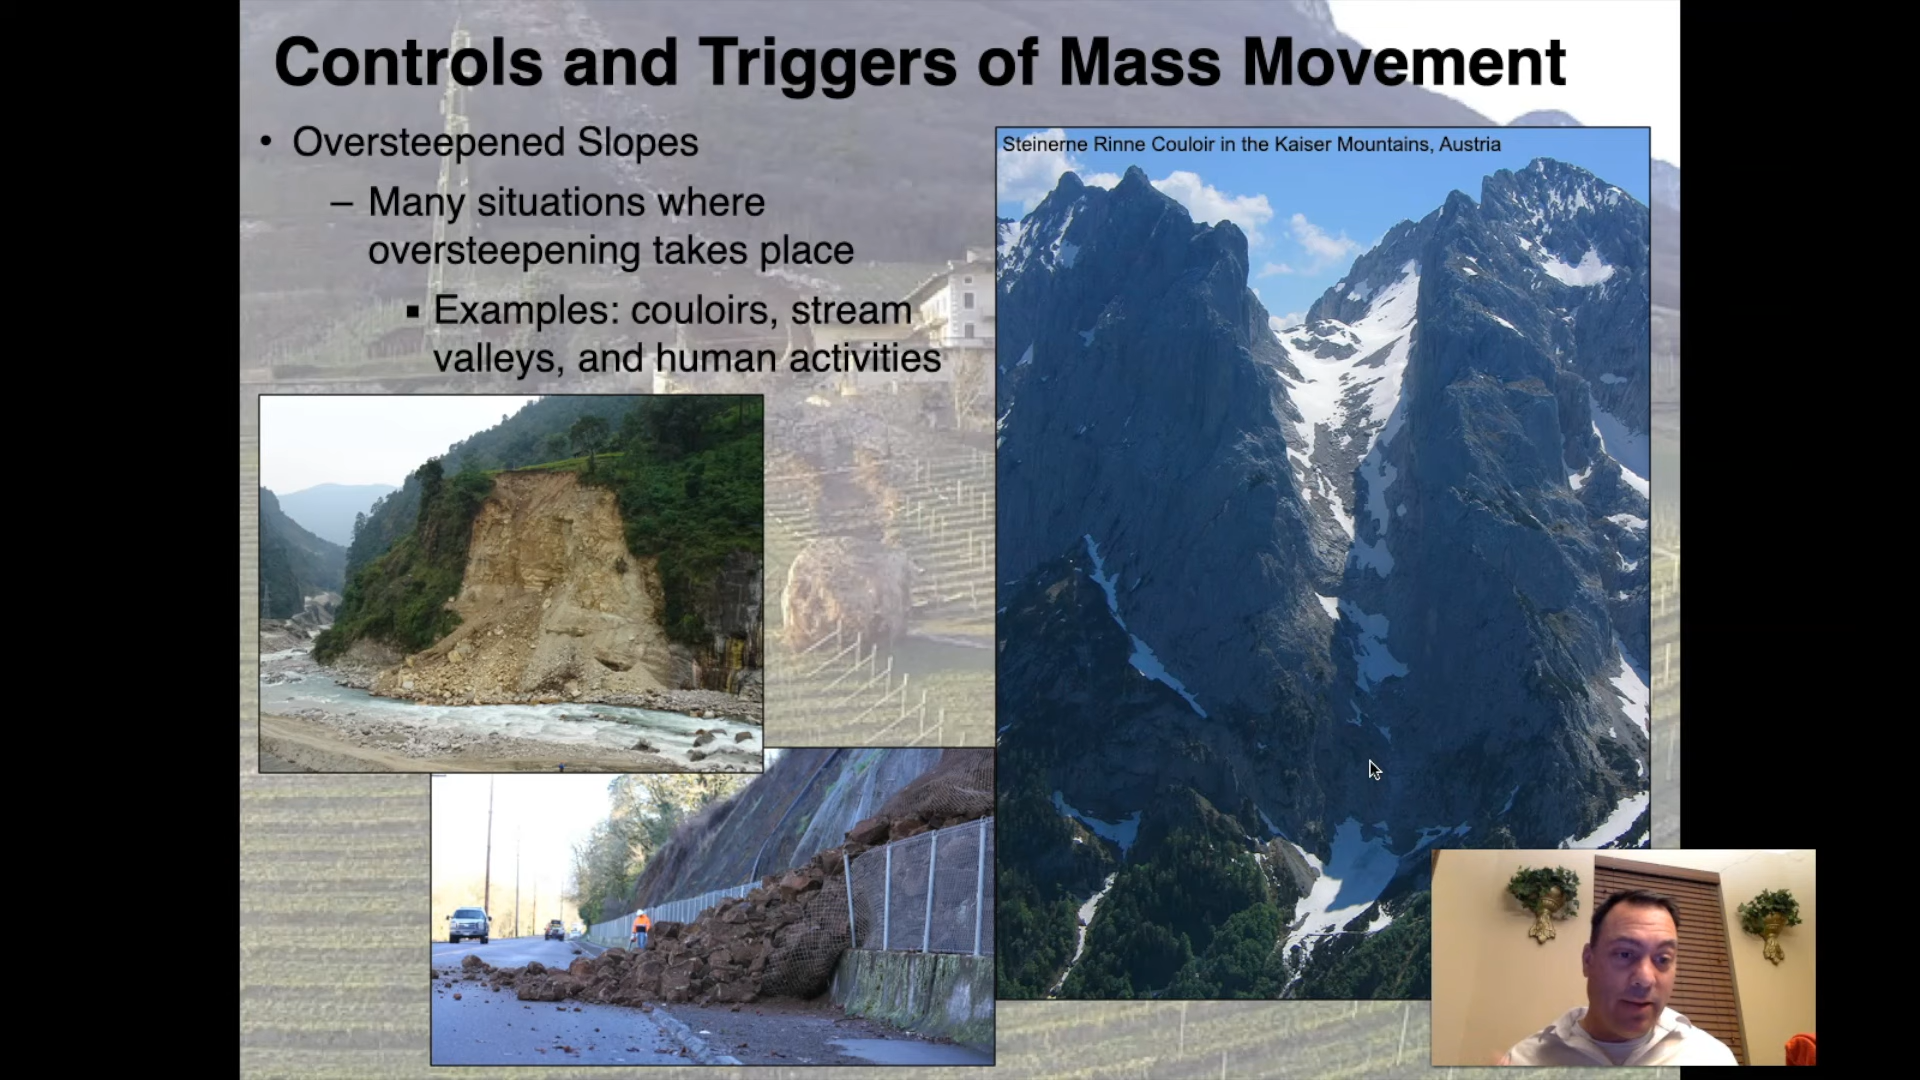 Controls and Triggers of Mass Movement
• Oversteepened Slopes
– Many situations where
oversteepening takes place
▪ Examples: couloirs, stream
valleys, and human activities
Steinerne Rinne Couloir in the Kaiser Mountains, Austria